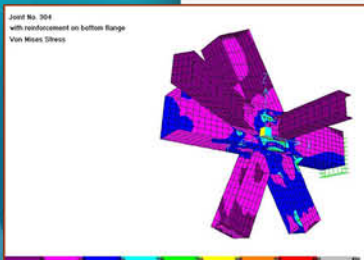 Joint No. 304
with reinforcement on bottom flange
Von Mises Stress